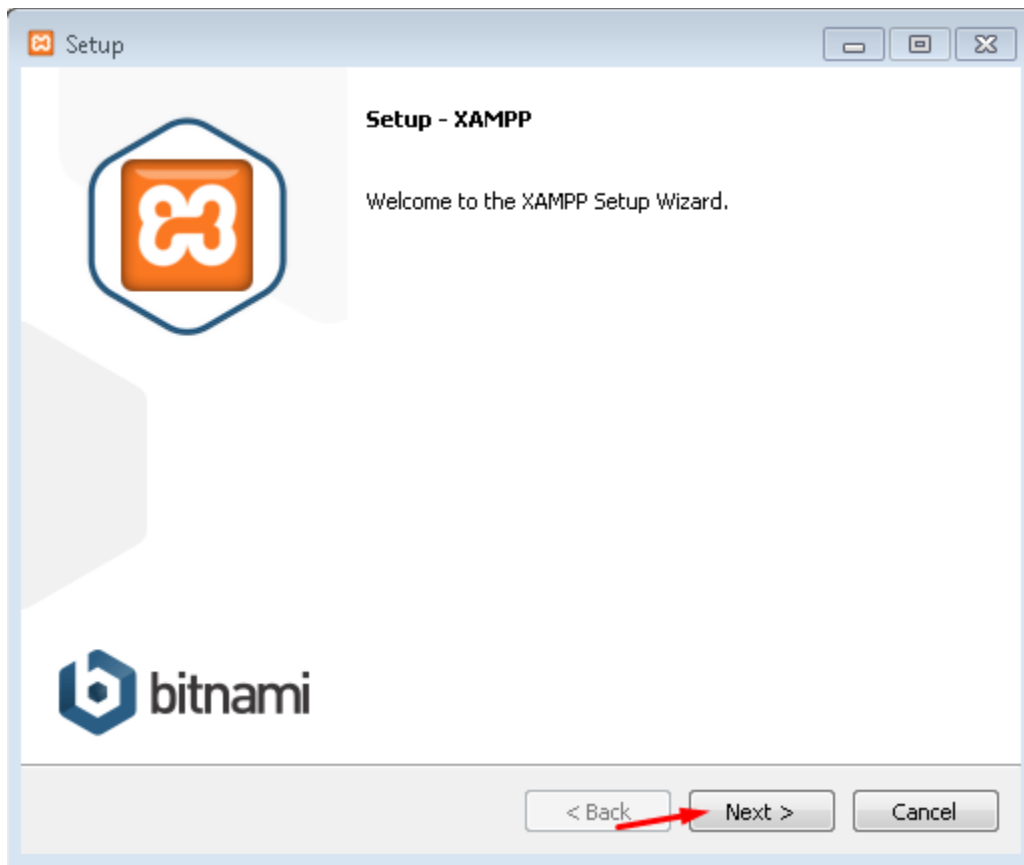 Setup
Setup - XAMPP
Welcome to the XAMPP Setup Wizard.
bitnami
< Back
Next >
Cancel